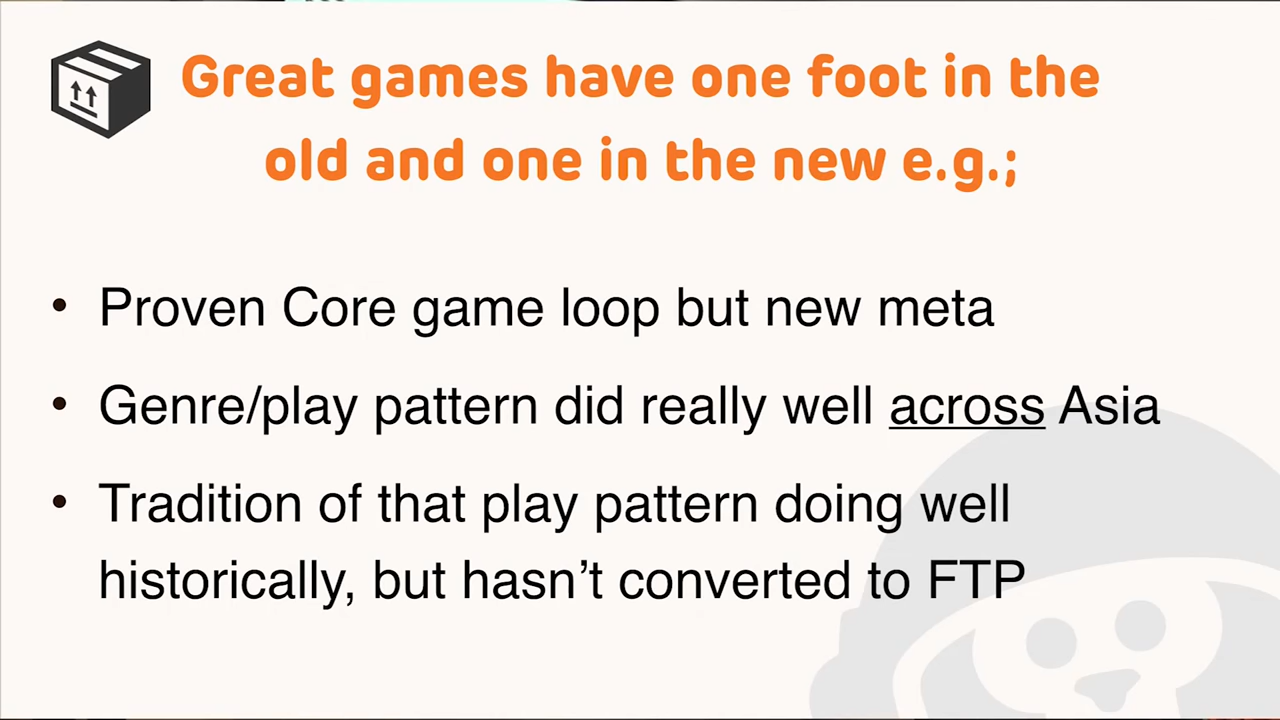 Great games have one foot in the
old and one in the new e.g.;
• Proven Core game loop but new meta
• Genre/play pattern did really well across Asia
• Tradition of that play pattern doing well
historically, but hasn’t converted to FTP